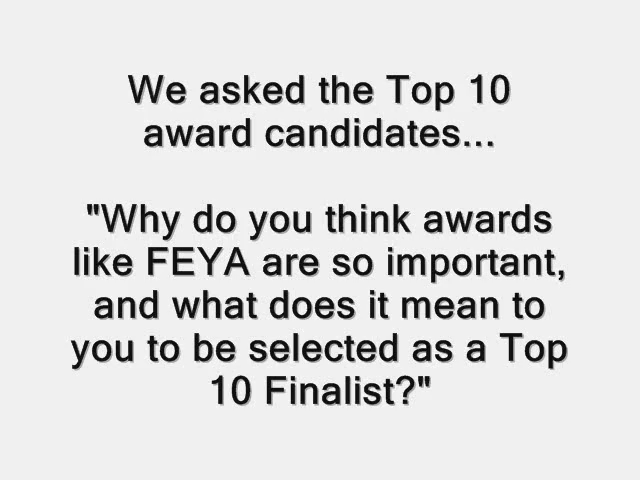 We asked the Top 10
award candidates...
"Why do you think awards
like FEYA are so important,
and what does it mean to
you to be selected as a Top
10 Finalist?"